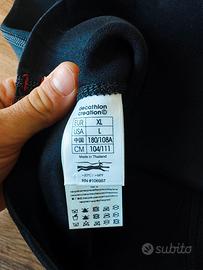 decathlon
creation©
EUR XL
USA L
中国 180/108A
CM 104/111
Made in Thailand
subito